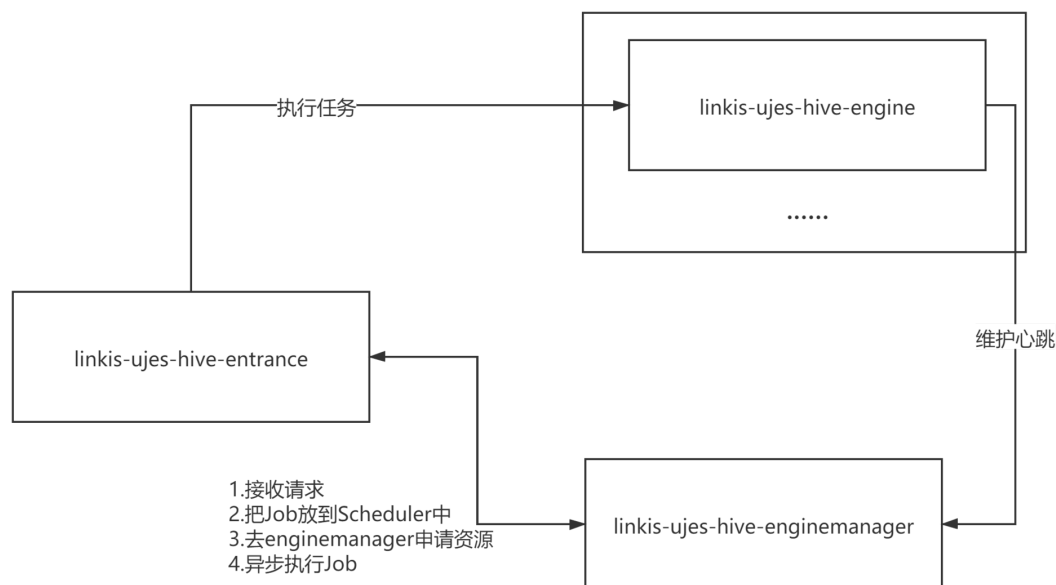 执行任务
linkis-ujes-hive-engine
......
linkis-ujes-hive-entrance
维护心跳
1.接收请求
2.把Job放到Scheduler中
3.去enginemanager申请资源
4.异步执行Job
linkis-ujes-hive-enginemanager